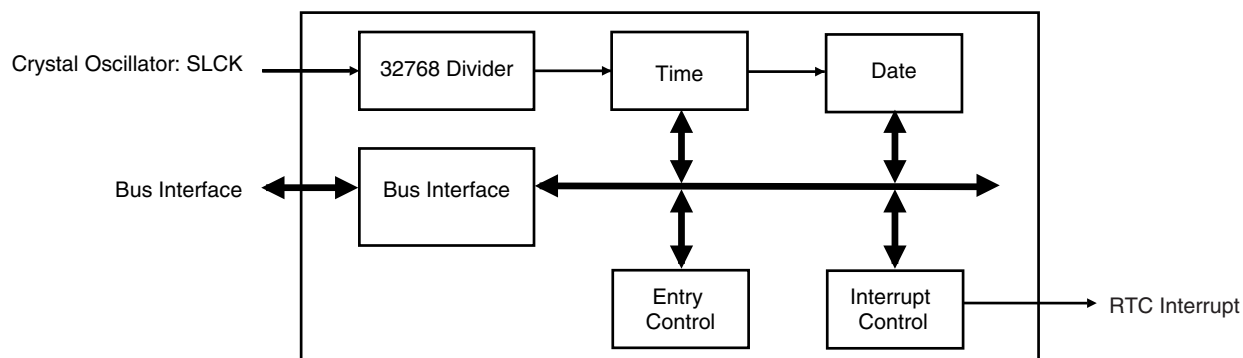 Crystal Oscillator: SLCK
32768 Divider
Time
Date
Bus Interface
Bus Interface
Entry
Control
Interrupt
Control
RTC Interrupt